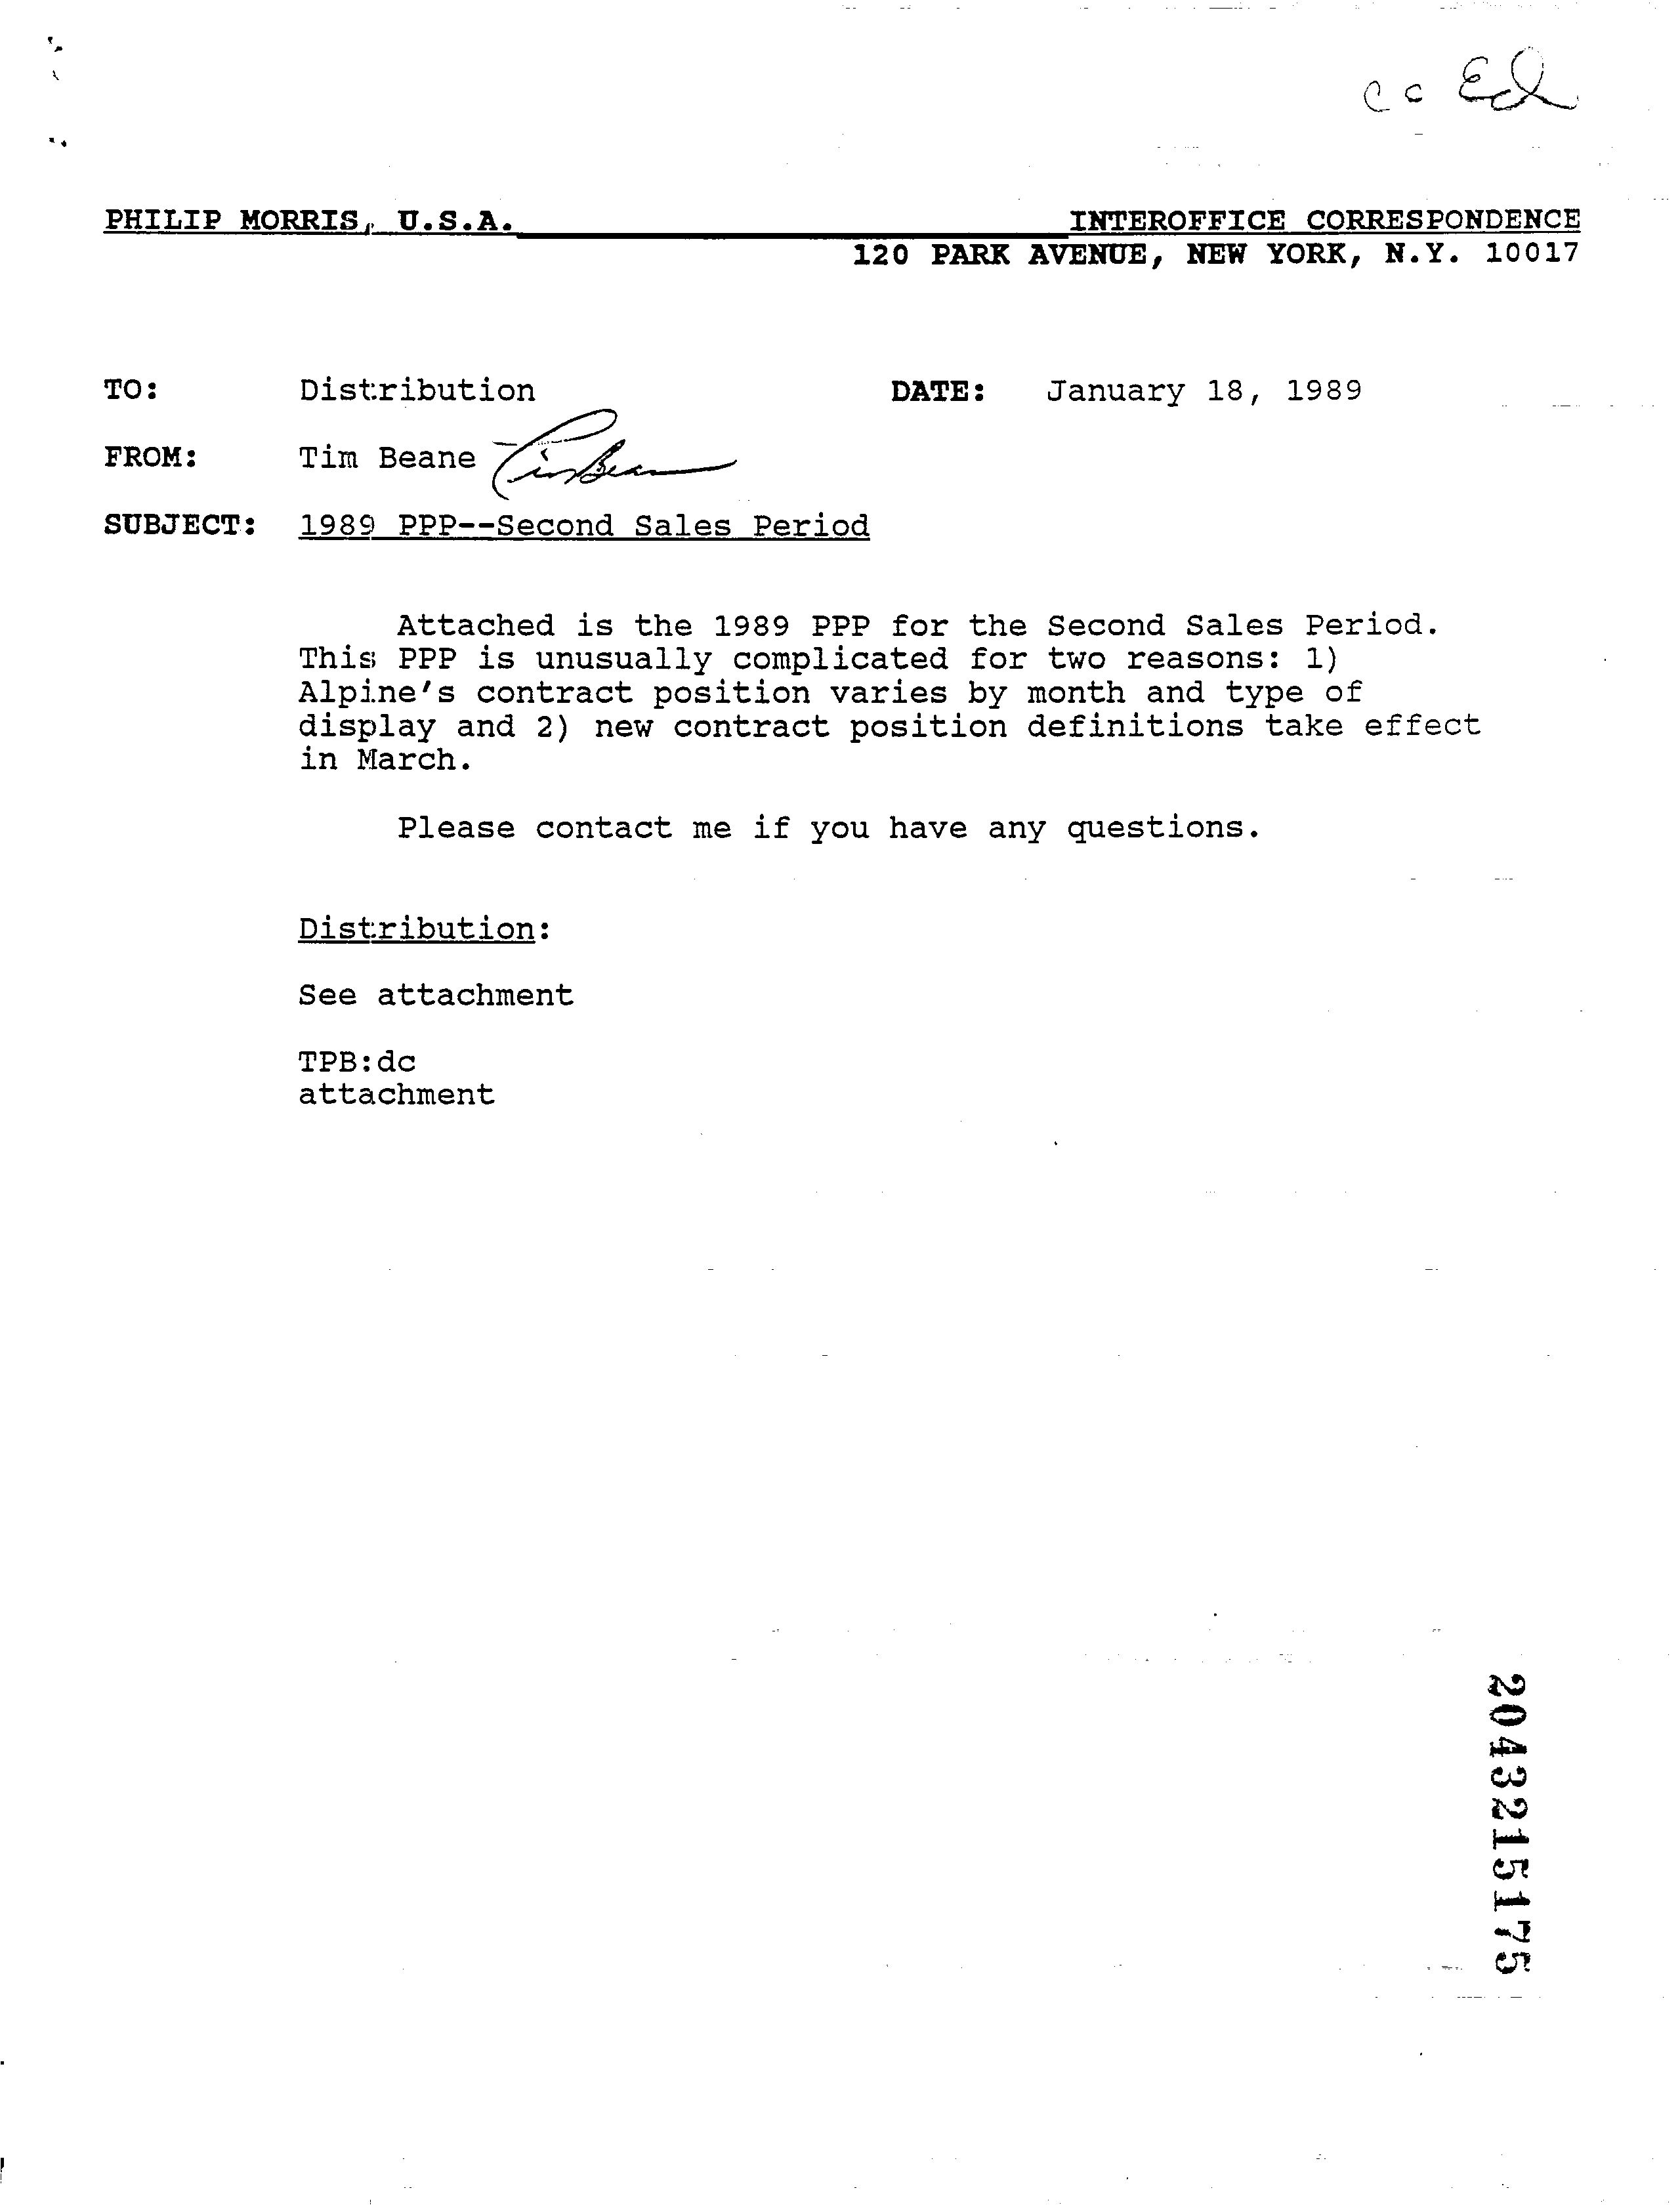 cc Ed
PHILIP MORRIS, U.S.A. INTEROFFICE CORRESPONDENCE
120 PARK AVENUE, NEW YORK, N.Y. 10017
TO: Distribution DATE: January 18, 1989
FROM: Tim Beane Tim Beane
SUBJECT: 1989 PPP--Second Sales Period
Attached is the 1989 PPP for the Second Sales Period.
This PPP is unusually complicated for two reasons: 1)
Alpine's contract position varies by month and type of
display and 2) new contract position definitions take effect
in March.
Please contact me if you have any questions.
Distribution:
See attachment
TPB:dc
attachment
2043215175